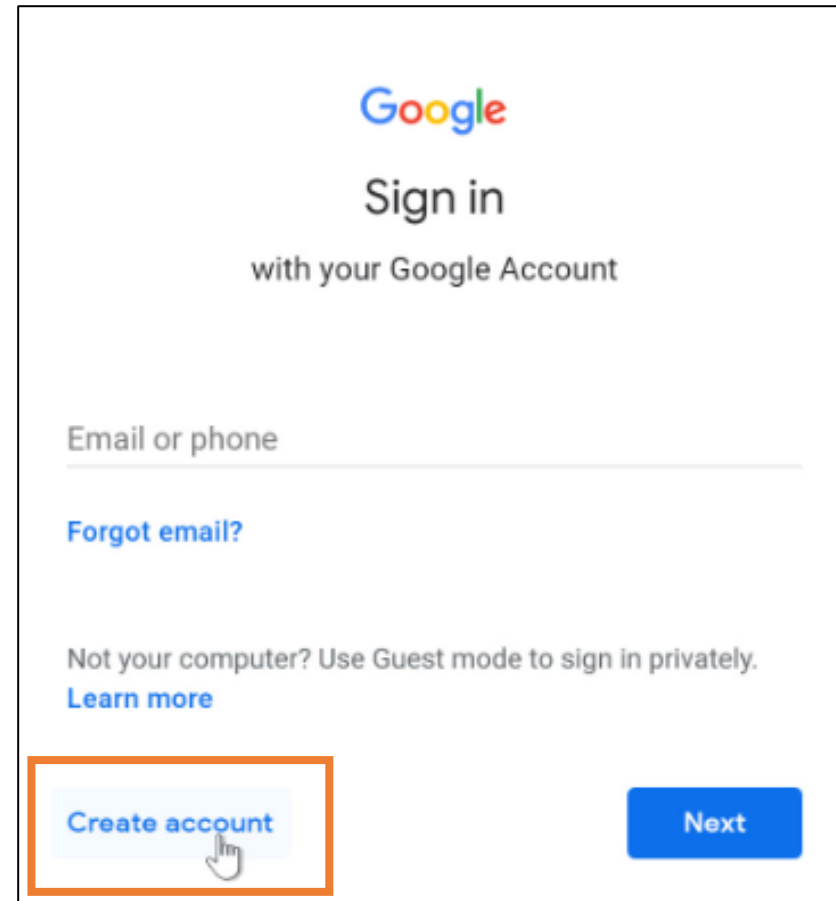 Google
Sign in
with your Google Account
Email or phone
Forgot email?
Not your computer? Use Guest mode to sign in privately.
Learn more
Create account
Next